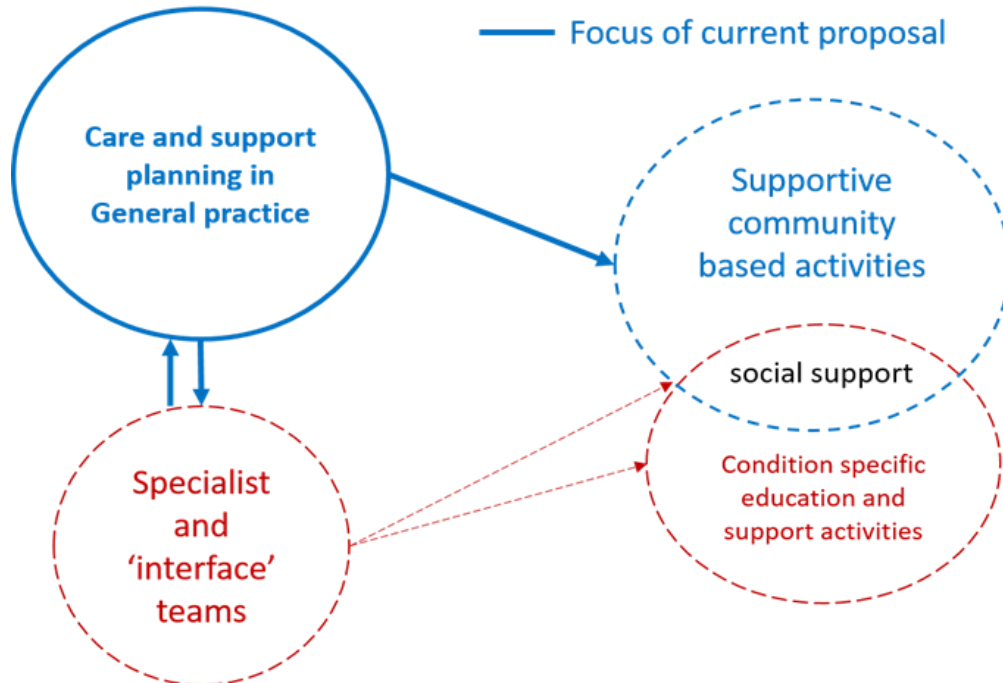 Focus of current proposal
Care and support
planning in
General practice
Supportive
community
based activities
social support
Condition specific
education and
support activities
Specialist
and
‘interface’
teams